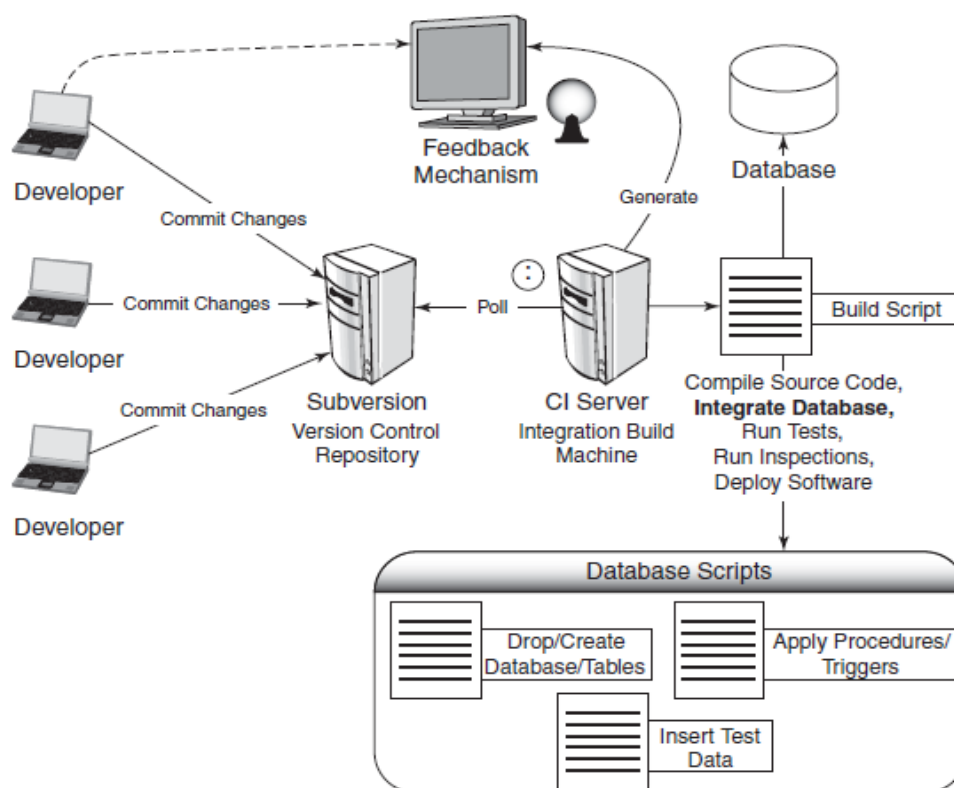 Developer
Commit Changes
Developer
Commit Changes
Developer
Commit Changes
Feedback
Mechanism
Generate
Database
Subversion
Version Control
Repository
Poll
:
CI Server
Integration Build
Machine
Build Script
Compile Source Code,
Integrate Database,
Run Tests,
Run Inspections,
Deploy Software
Database Scripts
Drop/Create
Database/Tables
Apply Procedures/
Triggers
Insert Test
Data